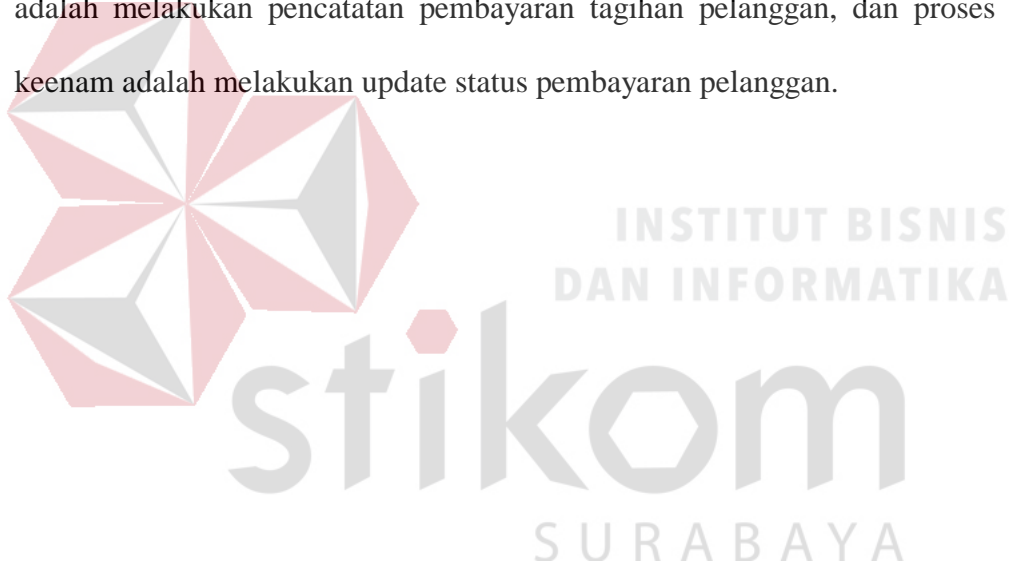 adalah melakukan pencatatan pembayaran tagihan pelanggan, dan proses
keenam adalah melakukan update status pembayaran pelanggan.
INSTITUT BISNIS
DAN INFORMATIKA
stikom
SURABAYA